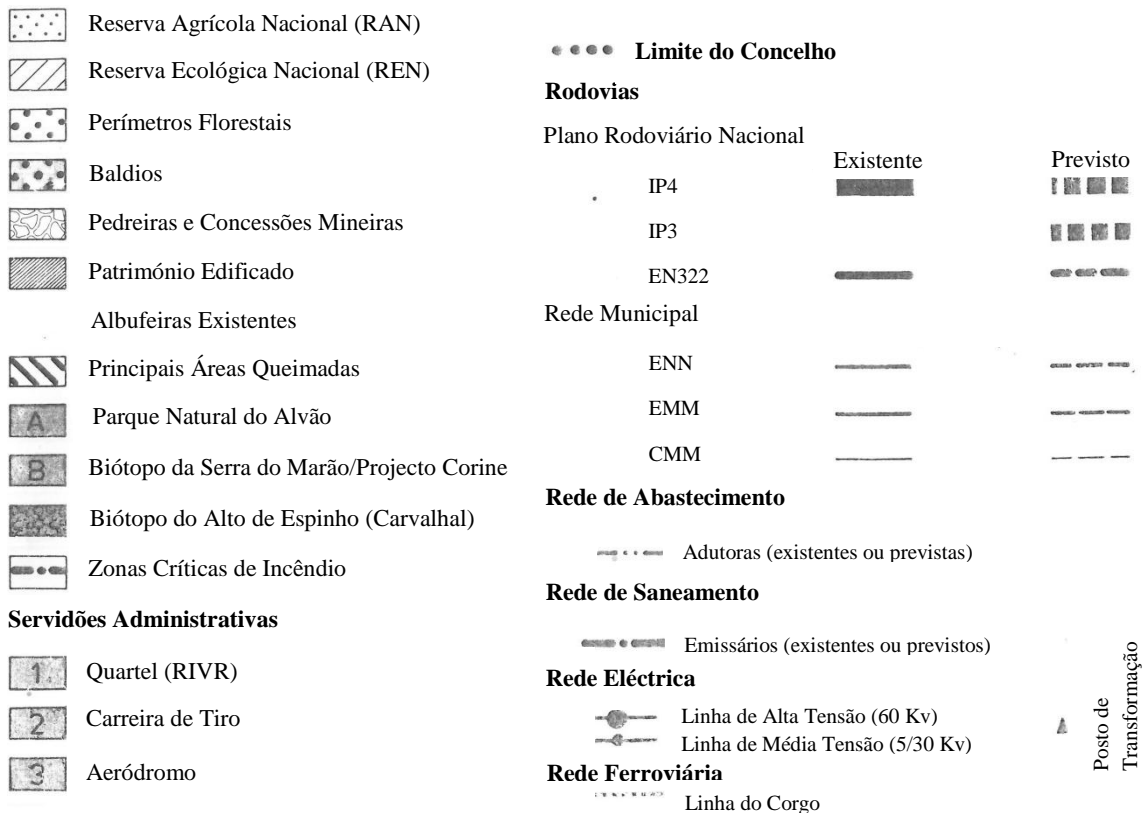 Reserva Agrícola Nacional (RAN)
Reserva Ecológica Nacional (REN)
Perímetros Florestais
Baldios
Pedreiras e Concessões Mineiras
Património Edificado
Albufeiras Existentes
Principais Áreas Queimadas
A Parque Natural do Alvão
B Biótopo da Serra do Marão/Projecto Corine
Biótopo do Alto de Espinho (Carvalhal)
Zonas Críticas de Incêndio
Servidões Administrativas
1 Quartel (RIVR)
2 Carreira de Tiro
3 Aeródromo
Limite do Concelho
Rodovias
Plano Rodoviário Nacional
Existente Previsto
IP4
IP3
EN322
Rede Municipal
ENN
EMM
CMM
Rede de Abastecimento
Adutoras (existentes ou previstas)
Rede de Saneamento
Emissários (existentes ou previstos)
Rede Eléctrica
Linha de Alta Tensão (60 Kv)
Linha de Média Tensão (5/30 Kv)
Rede Ferroviária
Linha do Corgo
Posto de
Transformação